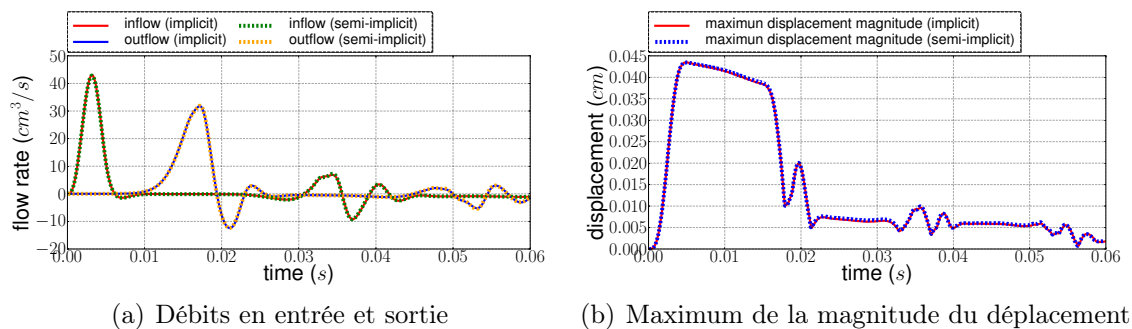 inflow (implicit)
outflow (implicit)
inflow (semi-implicit)
outflow (semi-implicit)
50
40
30
20
10
0
−10
−20
flow rate (cm³/s)
0.00 0.01 0.02 0.03 0.04 0.05 0.06
time (s)
(a) Débits en entrée et sortie
maximun displacement magnitude (implicit)
maximun displacement magnitude (semi-implicit)
0.045
0.040
0.035
0.030
0.025
0.020
0.015
0.010
0.005
0.000
displacement (cm)
0.00 0.01 0.02 0.03 0.04 0.05 0.06
time (s)
(b) Maximum de la magnitude du déplacement